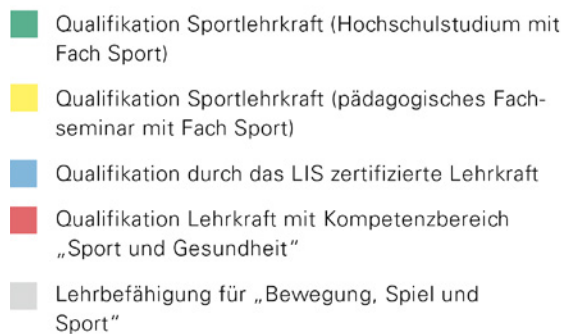 Qualifikation Sportlehrkraft (Hochschulstudium mit
Fach Sport)
Qualifikation Sportlehrkraft (pädagogisches Fach-
seminar mit Fach Sport)
Qualifikation durch das LIS zertifizierte Lehrkraft
Qualifikation Lehrkraft mit Kompetenzbereich
„Sport und Gesundheit"
Lehrbefähigung für „Bewegung, Spiel und
Sport"